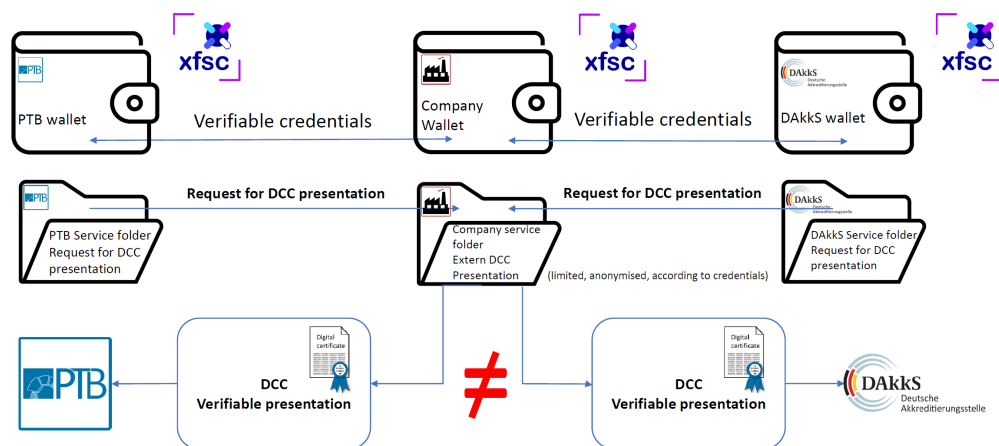 xfsc
xfsc
xfsc
PTB
PTB wallet
Verifiable credentials
Company
Wallet
Verifiable credentials
DAkkS
Deutsche
Akkreditierungsstelle
DAkkS wallet
PTB
Request for DCC presentation
Request for DCC presentation
DAkkS
Deutsche
Akkreditierungsstelle
PTB Service folder
Request for DCC
presentation)
Company service
folder
Extern DCC
Presentation
(limited, anonymised, according to credentials)
DAkkS Service folder
Request for DCC
presentation)
PTB
Digital
certificate
DCC
Verifiable presentation
≠
Digital
certificate
DCC
Verifiable presentation
DAkkS
Deutsche
Akkreditierungsstelle